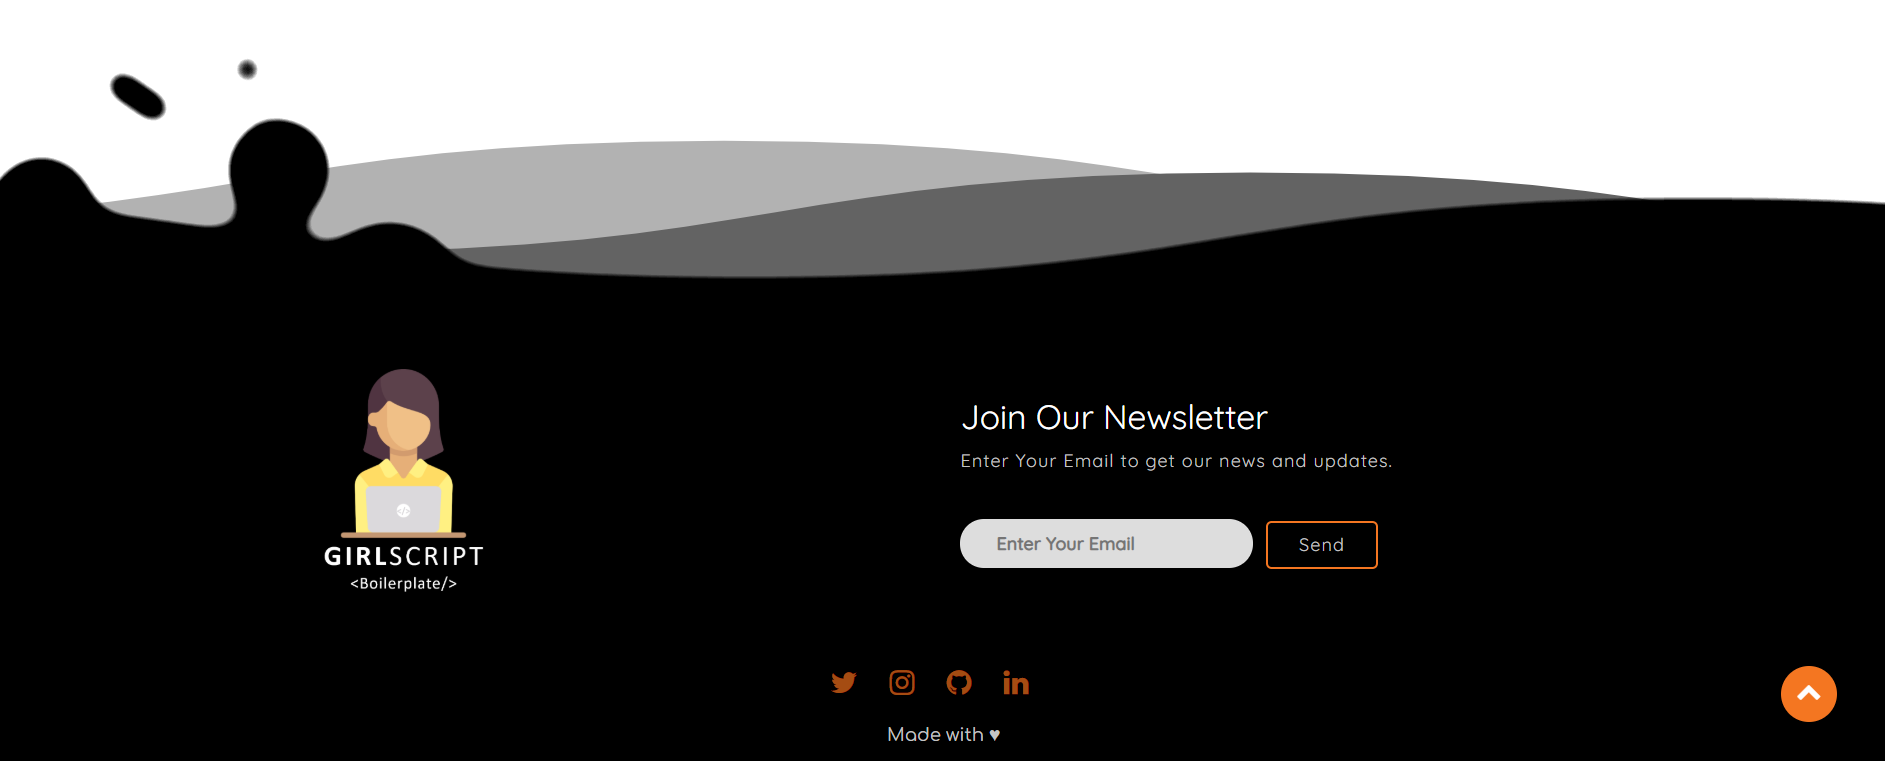 GIRLSCRIPT
<Boilerplate/>
Join Our Newsletter
Enter Your Email to get our news and updates.
Enter Your Email
Send
Made with ♥